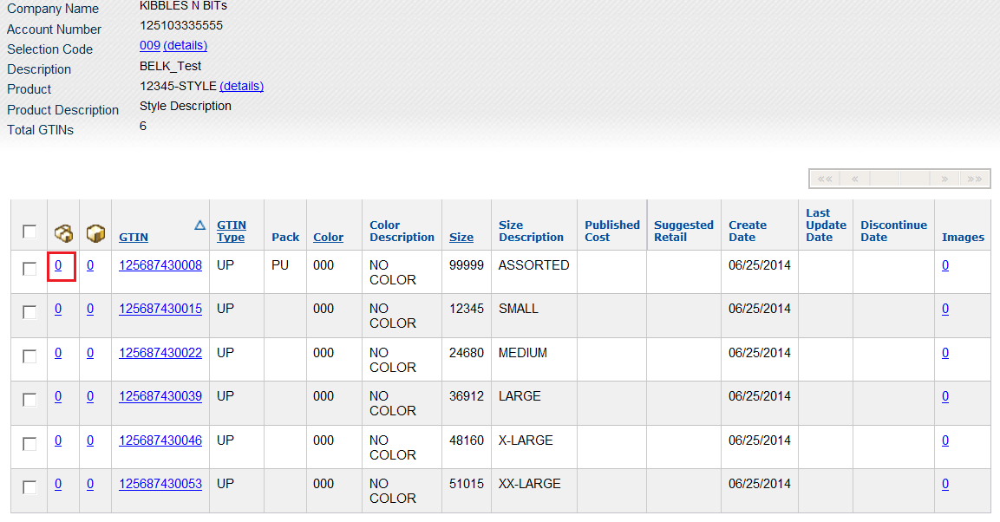 Company Name KIBBLES N BITs
Account Number 125103335555
Selection Code 009 (details)
Description BELK_Test
Product 12345-STYLE (details)
Product Description Style Description
Total GTINs 6
«« « » »»
GTIN GTIN Type Pack Color Color Description Size Size Description Published Cost Suggested Retail Create Date Last Update Date Discontinue Date Images
0 0 125687430008 UP PU 000 NO COLOR 99999 ASSORTED 06/25/2014 0
0 0 125687430015 UP 000 NO COLOR 12345 SMALL 06/25/2014 0
0 0 125687430022 UP 000 NO COLOR 24680 MEDIUM 06/25/2014 0
0 0 125687430039 UP 000 NO COLOR 36912 LARGE 06/25/2014 0
0 0 125687430046 UP 000 NO COLOR 48160 X-LARGE 06/25/2014 0
0 0 125687430053 UP 000 NO COLOR 51015 XX-LARGE 06/25/2014 0